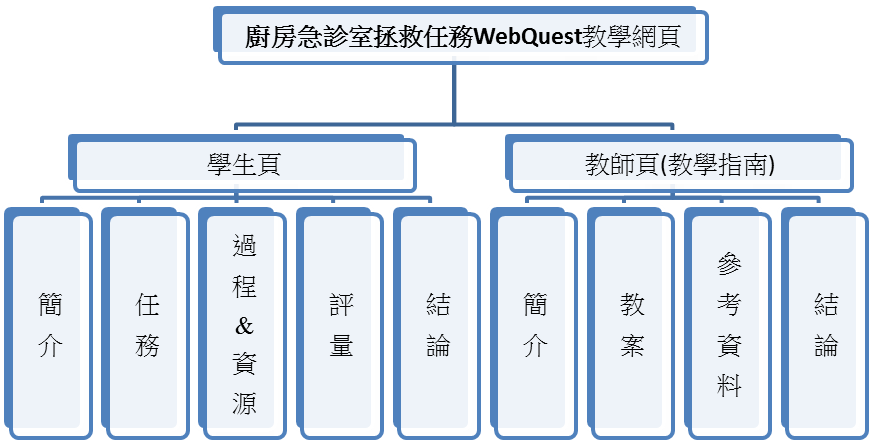 廚房急診室拯救任務WebQuest教學網頁
學生頁
教師頁(教學指南)
簡介
任務
過程&資源
評量
結論
簡介
教案
參考資料
結論